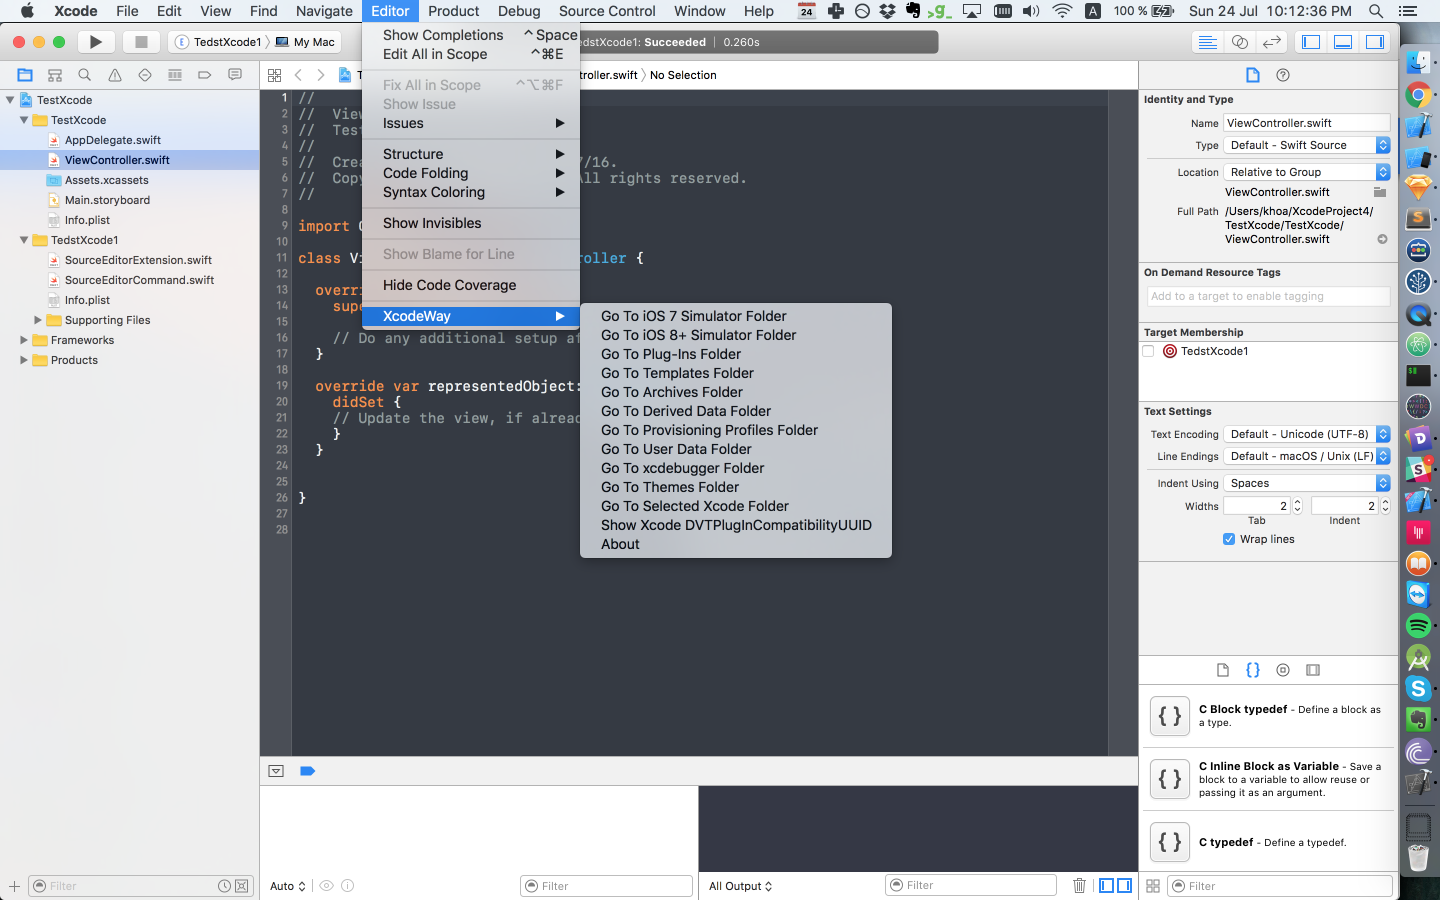 Xcode File Edit View Find Navigate Editor Product Debug Source Control Window Help 24 100 % A Sun 24 Jul 10:12:36 PM
TedstXcode1 My Mac
dstXcode1: Succeeded | 0.260s
Show Completions ^ Space
Edit All in Scope ^⌘E
Fix All in Scope ^⌥⌘F
Show Issue
Issues
Structure
Code Folding
Syntax Coloring
Show Invisibles
Show Blame for Line
Hide Code Coverage
XcodeWay
Go To iOS 7 Simulator Folder
Go To iOS 8+ Simulator Folder
Go To Plug-Ins Folder
Go To Templates Folder
Go To Archives Folder
Go To Derived Data Folder
Go To Provisioning Profiles Folder
Go To User Data Folder
Go To xcdebugger Folder
Go To Themes Folder
Go To Selected Xcode Folder
Show Xcode DVTPlugInCompatibilityUUID
About
TestXcode
TestXcode
AppDelegate.swift
ViewController.swift
Assets.xcassets
Main.storyboard
Info.plist
TedstXcode1
SourceEditorExtension.swift
SourceEditorCommand.swift
Info.plist
Supporting Files
Frameworks
Products
Filter
T
troller.swift No Selection
1 //
2 // View
3 // Test
4 //
5 // Crea /16.
6 // Copy All rights reserved.
7 //
8
9 import C
10
11 class Vi roller {
12
13 overri
14 supe
15
16 // Do any additional setup af
17 }
18
19 override var representedObject:
20 didSet {
21 // Update the view, if alrea
22 }
23 }
24
25
26 }
27
28
Auto
Filter
All Output
Filter
Identity and Type
Name ViewController.swift
Type Default - Swift Source
Location Relative to Group
ViewController.swift
Full Path /Users/khoa/XcodeProject4/
TestXcode/TestXcode/
ViewController.swift
On Demand Resource Tags
Add to a target to enable tagging
Target Membership
TedstXcode1
Text Settings
Text Encoding Default - Unicode (UTF-8)
Line Endings Default - macOS / Unix (LF)
Indent Using Spaces
Widths 2 2
Tab Indent
Wrap lines
{ } C Block typedef - Define a block as
a type.
{ } C Inline Block as Variable - Save a
block to a variable to allow reuse or
passing it as an argument.
{ } C typedef - Define a typedef.
Filter